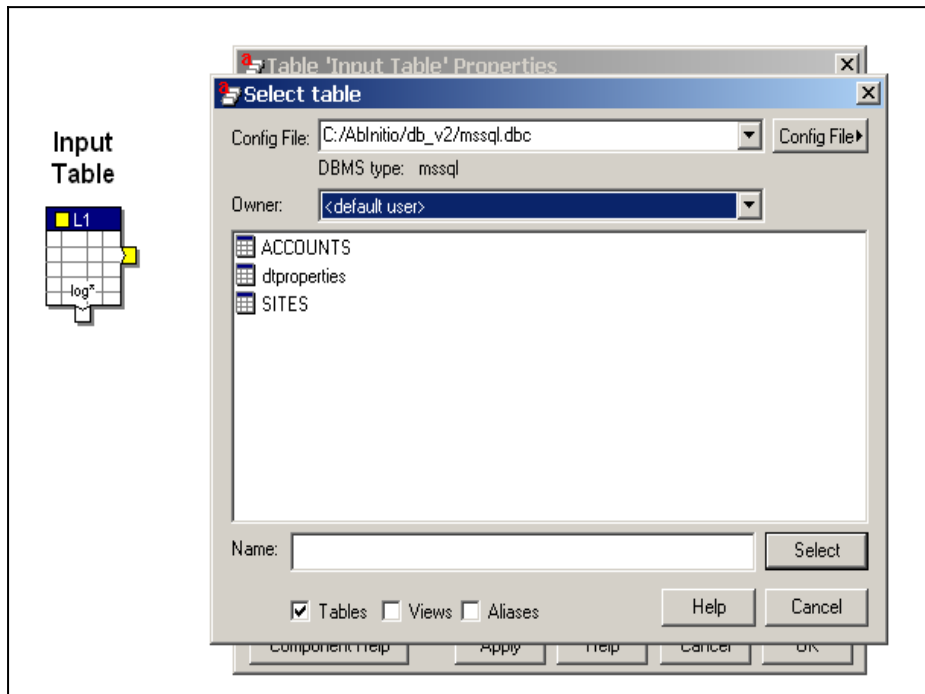 Table 'Input Table' Properties
Select table
Input
Table
L1
log*
Config File: C:/AbInitio/db_v2/mssql.dbc Config File
DBMS type: mssql
Owner: <default user>
ACCOUNTS
dtproperties
SITES
Name: Select
Tables Views Aliases Help Cancel
Component Help Apply Help Cancel OK